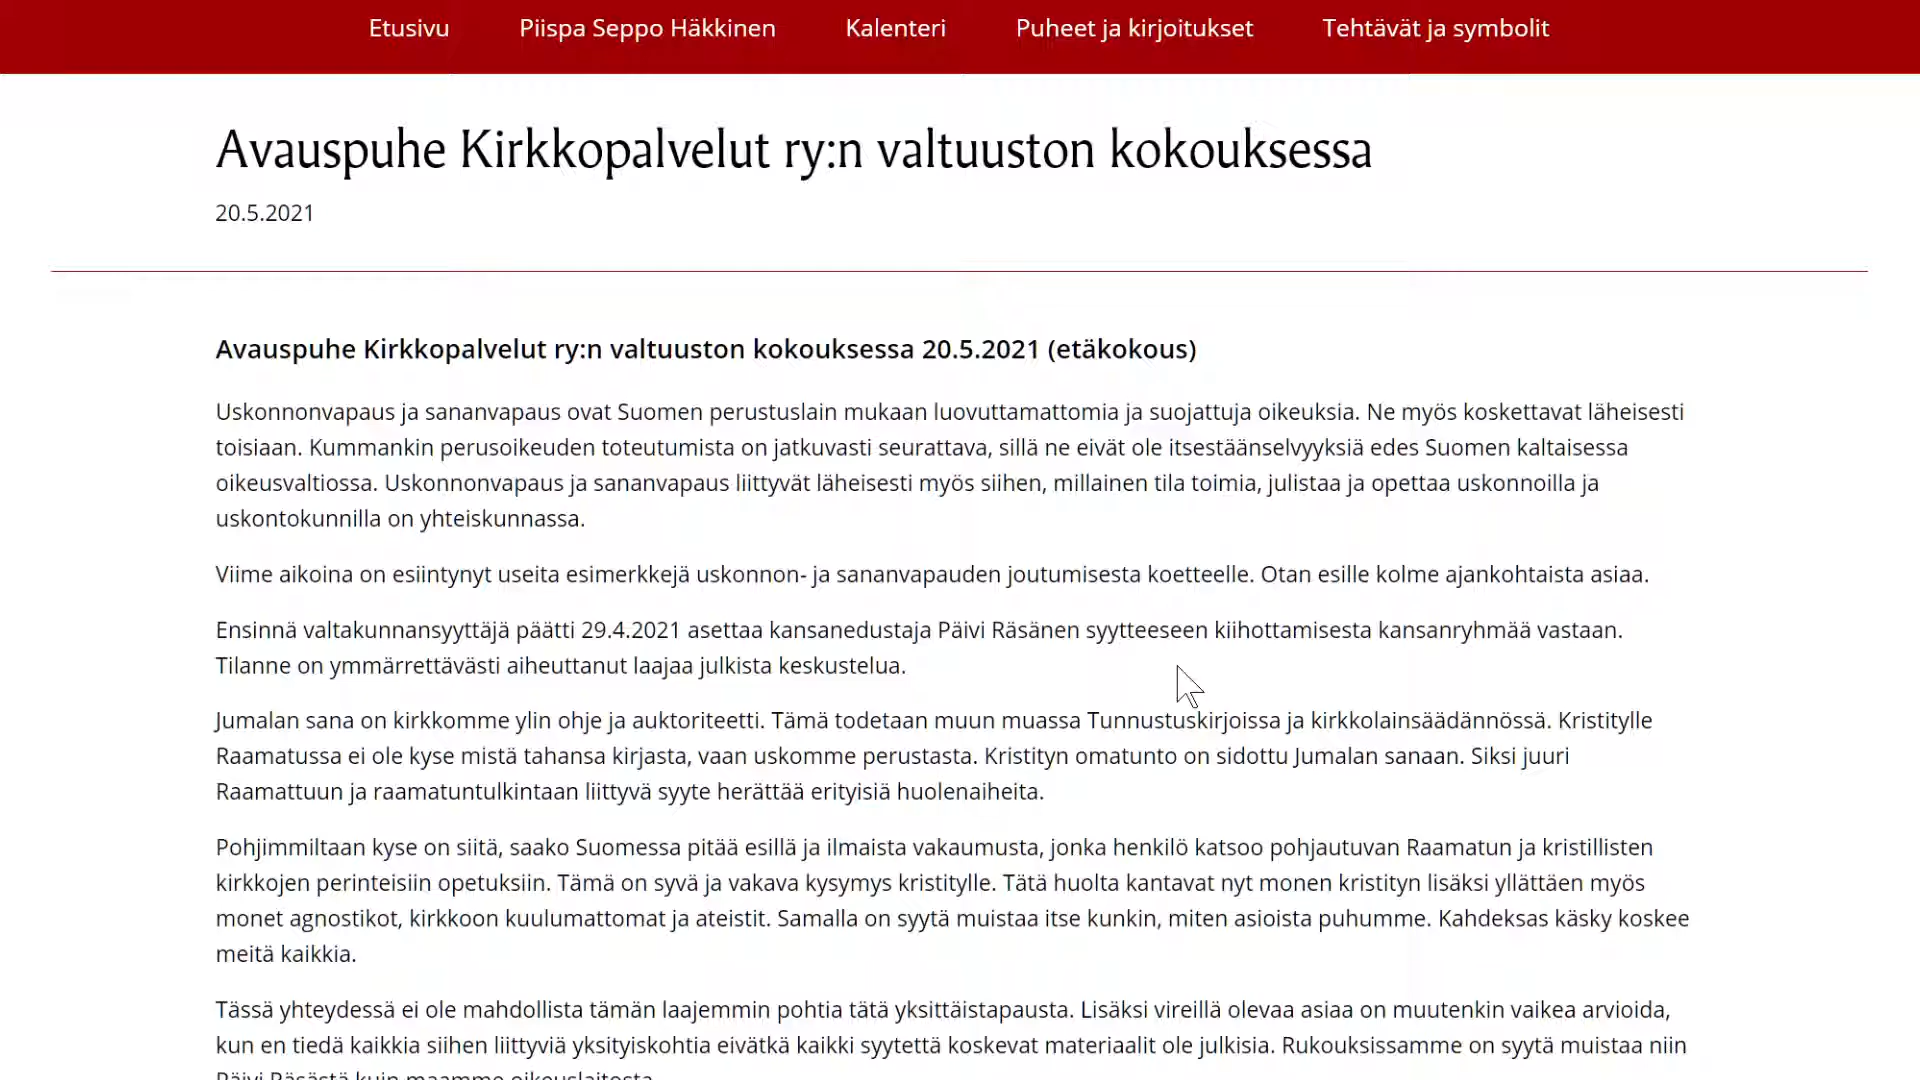 Etusivu Piispa Seppo Häkkinen Kalenteri Puheet ja kirjoitukset Tehtävät ja symbolit
Avauspuhe Kirkkopalvelut ry:n valtuuston kokouksessa
20.5.2021
Avauspuhe Kirkkopalvelut ry:n valtuuston kokouksessa 20.5.2021 (etäkokous)
Uskonnonvapaus ja sananvapaus ovat Suomen perustuslain mukaan luovuttamattomia ja suojattuja oikeuksia. Ne myös koskettavat läheisesti
toisiaan. Kummankin perusoikeuden toteutumista on jatkuvasti seurattava, sillä ne eivät ole itsestäänselvyyksiä edes Suomen kaltaisessa
oikeusvaltiossa. Uskonnonvapaus ja sananvapaus liittyvät läheisesti myös siihen, millainen tila toimia, julistaa ja opettaa uskonnoilla ja
uskontokunnilla on yhteiskunnassa.
Viime aikoina on esiintynyt useita esimerkkejä uskonnon- ja sananvapauden joutumisesta koetteelle. Otan esille kolme ajankohtaista asiaa.
Ensinnä valtakunnansyyttäjä päätti 29.4.2021 asettaa kansanedustaja Päivi Räsänen syytteeseen kiihottamisesta kansanryhmää vastaan.
Tilanne on ymmärrettävästi aiheuttanut laajaa julkista keskustelua.
Jumalan sana on kirkkomme ylin ohje ja auktoriteetti. Tämä todetaan muun muassa Tunnustuskirjoissa ja kirkkolainsäädännössä. Kristitylle
Raamatussa ei ole kyse mistä tahansa kirjasta, vaan uskomme perustasta. Kristityn omatunto on sidottu Jumalan sanaan. Siksi juuri
Raamattuun ja raamatuntulkintaan liittyvä syyte herättää erityisiä huolenaiheita.
Pohjimmiltaan kyse on siitä, saako Suomessa pitää esillä ja ilmaista vakaumusta, jonka henkilö katsoo pohjautuvan Raamatun ja kristillisten
kirkkojen perinteisiin opetuksiin. Tämä on syvä ja vakava kysymys kristitylle. Tätä huolta kantavat nyt monen kristityn lisäksi yllättäen myös
monet agnostikot, kirkkoon kuulumattomat ja ateistit. Samalla on syytä muistaa itse kunkin, miten asioista puhumme. Kahdeksas käsky koskee
meitä kaikkia.
Tässä yhteydessä ei ole mahdollista tämän laajemmin pohtia tätä yksittäistapausta. Lisäksi vireillä olevaa asiaa on muutenkin vaikea arvioida,
kun en tiedä kaikkia siihen liittyviä yksityiskohtia eivätkä kaikki syytettä koskevat materiaalit ole julkisia. Rukouksissamme on syytä muistaa niin
Päivi Räsästä kuin maamme oikeuslaitosta.